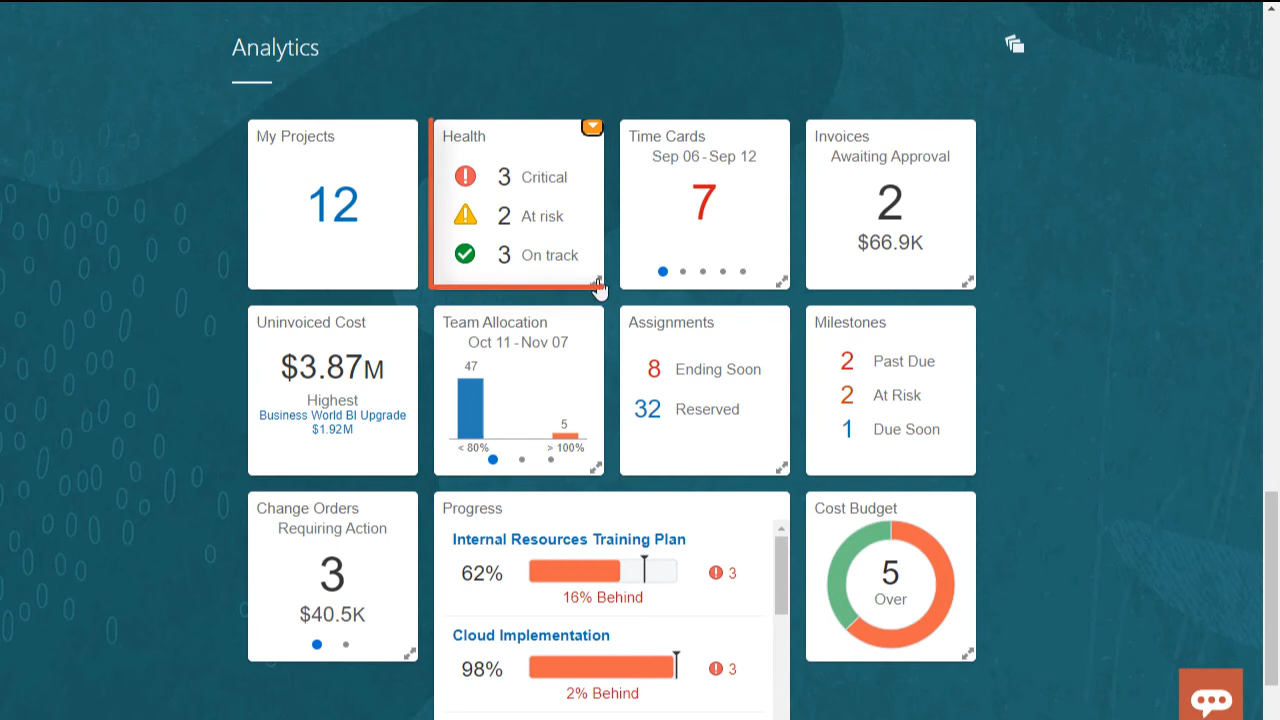 Analytics
My Projects
12
Health
3 Critical
2 At risk
3 On track
Time Cards
Sep 06 - Sep 12
7
Invoices
Awaiting Approval
2
$66.9K
Uninvoiced Cost
$3.87M
Highest
Business World BI Upgrade
$1.92M
Team Allocation
Oct 11 - Nov 07
47
5
< 80% > 100%
Assignments
8 Ending Soon
32 Reserved
Milestones
2 Past Due
2 At Risk
1 Due Soon
Change Orders
Requiring Action
3
$40.5K
Progress
Internal Resources Training Plan
62% 3
16% Behind
Cloud Implementation
98% 3
2% Behind
Cost Budget
5
Over